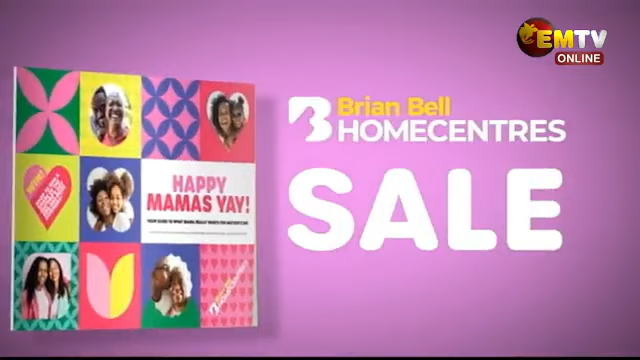 EMTV
ONLINE
Brian Bell
HOMECENTRES
SALE
HAPPY
MAMAS YAY!